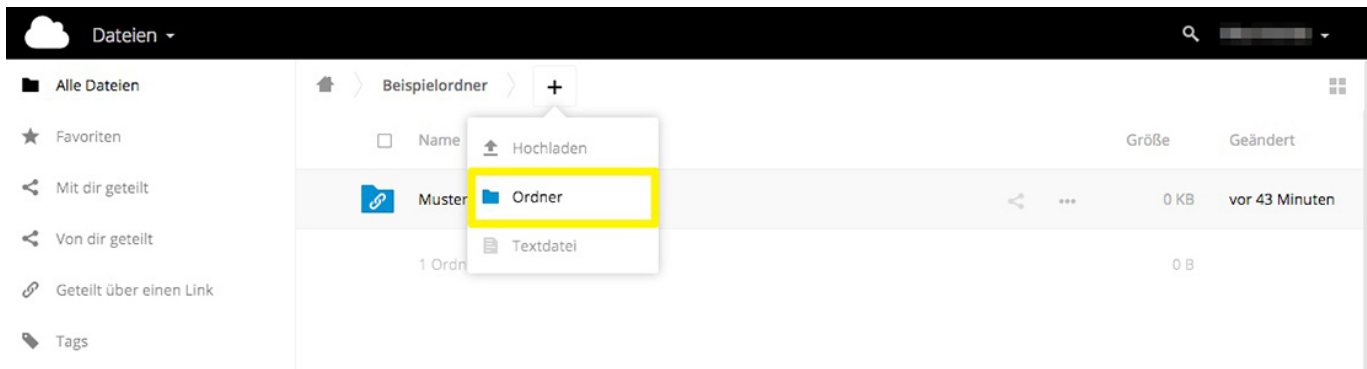 Dateien
Alle Dateien
Favoriten
Mit dir geteilt
Von dir geteilt
Geteilt über einen Link
Tags
Beispielordner
+
Name
Größe
Geändert
Hochladen
Ordner
Textdatei
Muster
0 KB
vor 43 Minuten
1 Ordn
0 B